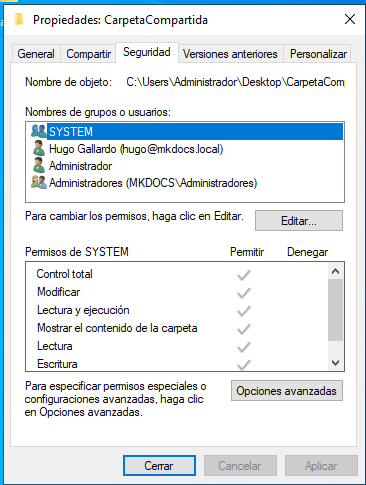 Propiedades: CarpetaCompartida
General Compartir Seguridad Versiones anteriores Personalizar
Nombre de objeto: C:\Users\Administrador\Desktop\CarpetaComp
Nombres de grupos o usuarios:
SYSTEM
Hugo Gallardo (hugo@mkdocs.local)
Administrador
Administradores (MKDOCS\Administradores)
Para cambiar los permisos, haga clic en Editar. Editar...
Permisos de SYSTEM Permitir Denegar
Control total
Modificar
Lectura y ejecución
Mostrar el contenido de la carpeta
Lectura
Escritura
Para especificar permisos especiales o
configuraciones avanzadas, haga clic
en Opciones avanzadas.
Opciones avanzadas
Cerrar Cancelar Aplicar